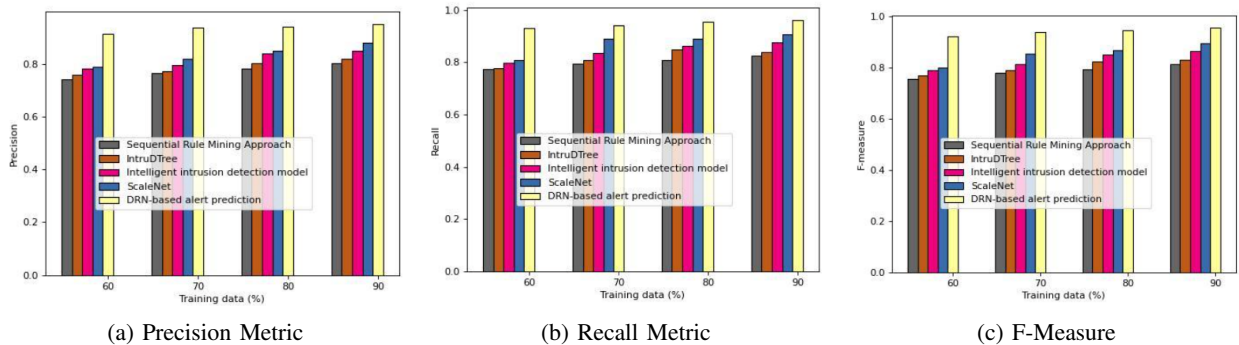 Precision
0.8
0.6
0.4
0.2
0.0
Sequential Rule Mining Approach
IntruDTree
Intelligent intrusion detection model
ScaleNet
DRN-based alert prediction
60 70 80 90
Training data (%)
(a) Precision Metric
Recall
1.0
0.8
0.6
0.4
0.2
0.0
Sequential Rule Mining Approach
IntruDTree
Intelligent intrusion detection model
ScaleNet
DRN-based alert prediction
60 70 80 90
Training data (%)
(b) Recall Metric
F-measure
1.0
0.8
0.6
0.4
0.2
0.0
Sequential Rule Mining Approach
IntruDTree
Intelligent intrusion detection model
ScaleNet
DRN-based alert prediction
60 70 80 90
Training data (%)
(c) F-Measure